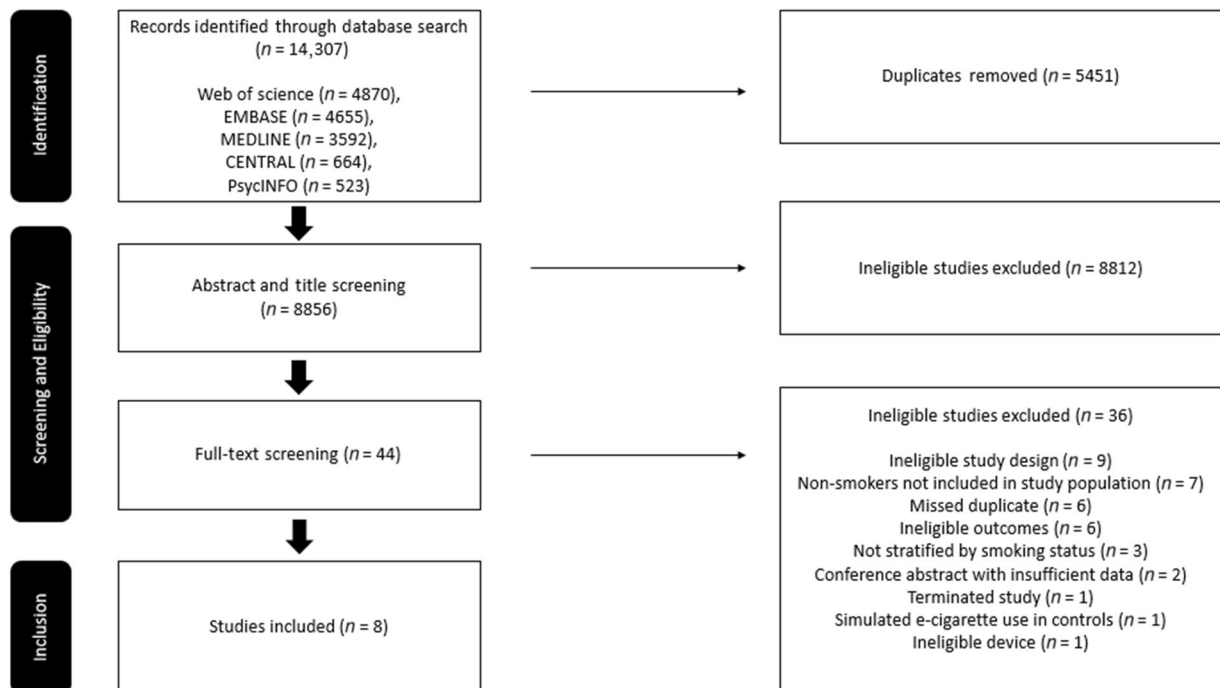 Identification
Records identified through database search
(n = 14,307)
Web of science (n = 4870),
EMBASE (n = 4655),
MEDLINE (n = 3592),
CENTRAL (n = 664),
PsycINFO (n = 523)
Duplicates removed (n = 5451)
Screening and Eligibility
Abstract and title screening
(n = 8856)
Ineligible studies excluded (n = 8812)
Full-text screening (n = 44)
Ineligible studies excluded (n = 36)
Ineligible study design (n = 9)
Non-smokers not included in study population (n = 7)
Missed duplicate (n = 6)
Ineligible outcomes (n = 6)
Not stratified by smoking status (n = 3)
Conference abstract with insufficient data (n = 2)
Terminated study (n = 1)
Simulated e-cigarette use in controls (n = 1)
Ineligible device (n = 1)
Inclusion
Studies included (n = 8)